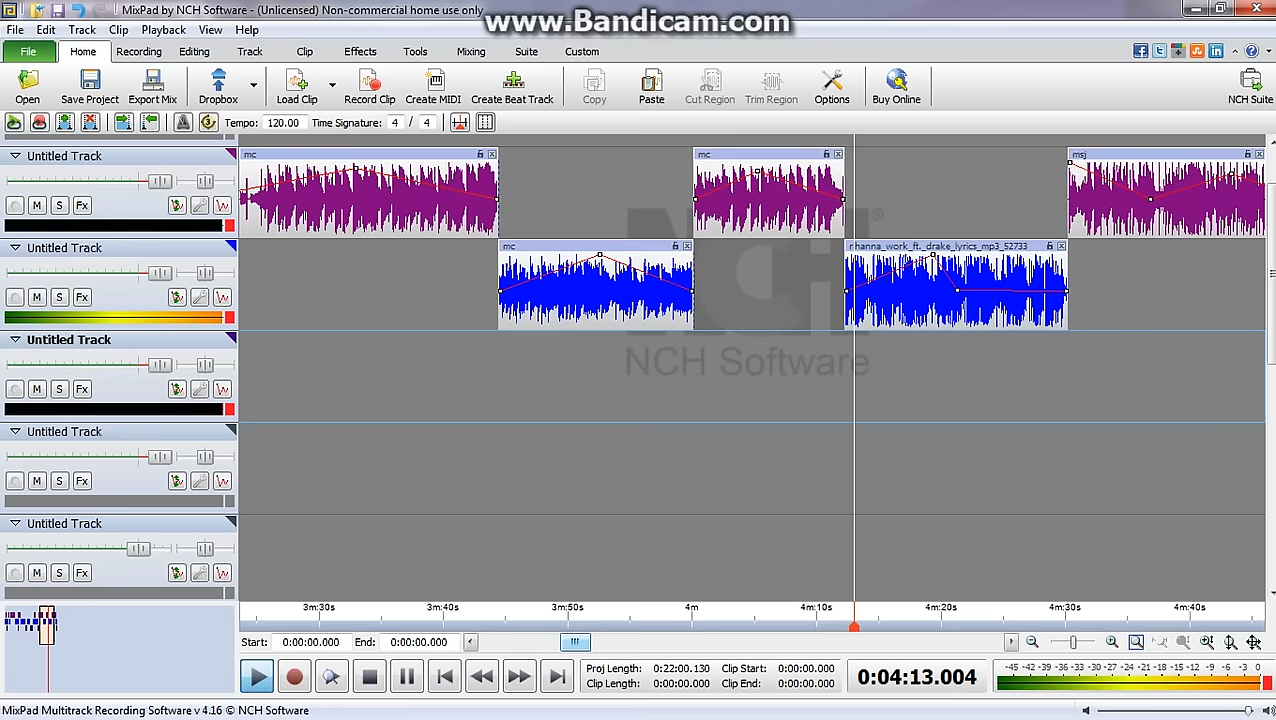 MixPad by NCH Software - (Unlicensed) Non-commercial home use only
www.Bandicam.com
File Edit Track Clip Playback View Help
File Home Recording Editing Track Clip Effects Tools Mixing Suite Custom
Open Save Project Export Mix Dropbox Load Clip Record Clip Create MIDI Create Beat Track Copy Paste Cut Region Trim Region Options Buy Online NCH Suite
Tempo: 120.00 Time Signature: 4 / 4
Untitled Track
M S Fx
mc
mc
msj
Untitled Track
M S Fx
mc
rihanna_work_ft._drake_lyrics_mp3_52733
NCH®
NCH Software
Untitled Track
M S Fx
Untitled Track
M S Fx
Untitled Track
M S Fx
3m:30s 3m:40s 3m:50s 4m 4m:10s 4m:20s 4m:30s 4m:40s
Start: 0:00:00.000 End: 0:00:00.000
Proj Length: 0:22:00.130 Clip Start: 0:00:00.000
Clip Length: 0:00:00.000 Clip End: 0:00:00.000
0:04:13.004
-45 -42 -39 -36 -33 -30 -27 -24 -21 -18 -15 -12 -9 -6 -3 0
MixPad Multitrack Recording Software v 4.16 © NCH Software